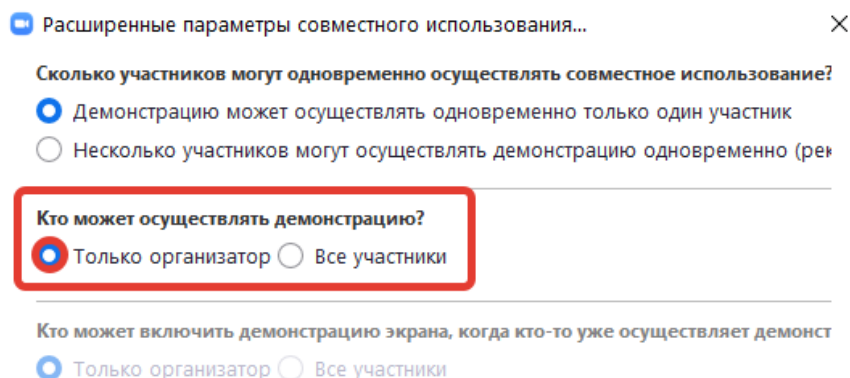 Расширенные параметры совместного использования...
Сколько участников могут одновременно осуществлять совместное использование?
Демонстрацию может осуществлять одновременно только один участник
Несколько участников могут осуществлять демонстрацию одновременно (рек
Кто может осуществлять демонстрацию?
Только организатор Все участники
Кто может включить демонстрацию экрана, когда кто-то уже осуществляет демонст
Только организатор Все участники